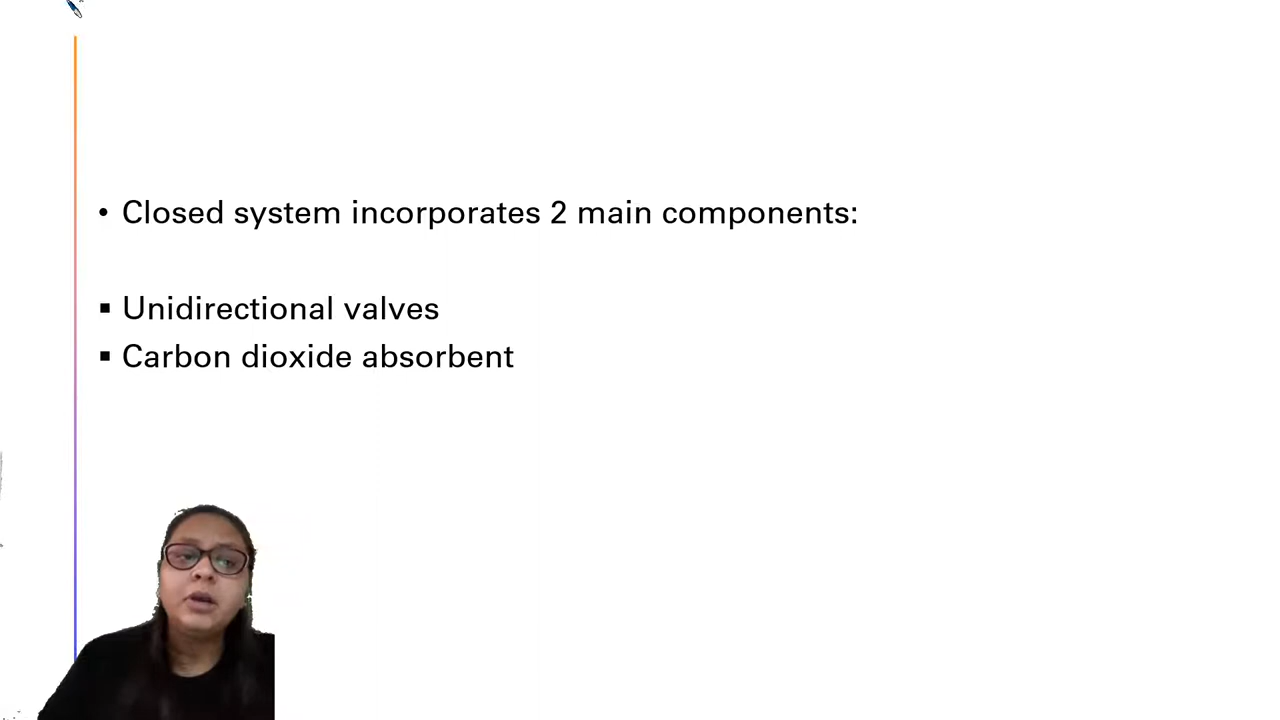 • Closed system incorporates 2 main components:
▪ Unidirectional valves
▪ Carbon dioxide absorbent